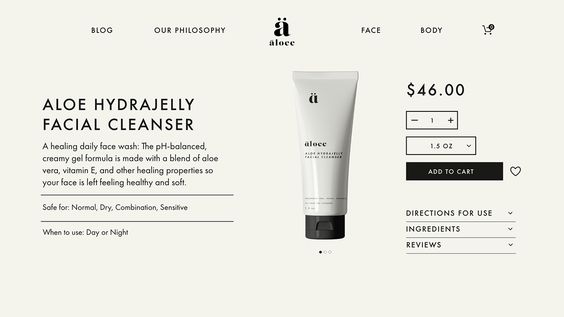 BLOG
OUR PHILOSOPHY
ä
äloee
FACE
BODY
0
ALOE HYDRAJELLY
FACIAL CLEANSER
A healing daily face wash: The pH-balanced,
creamy gel formula is made with a blend of aloe
vera, vitamin E, and other healing properties so
your face is left feeling healthy and soft.
Safe for: Normal, Dry, Combination, Sensitive
When to use: Day or Night
ä
äloee
ALOE HYDRAJELLY
FACIAL CLEANSER
$46.00
1
1.5 OZ
ADD TO CART
DIRECTIONS FOR USE
INGREDIENTS
REVIEWS